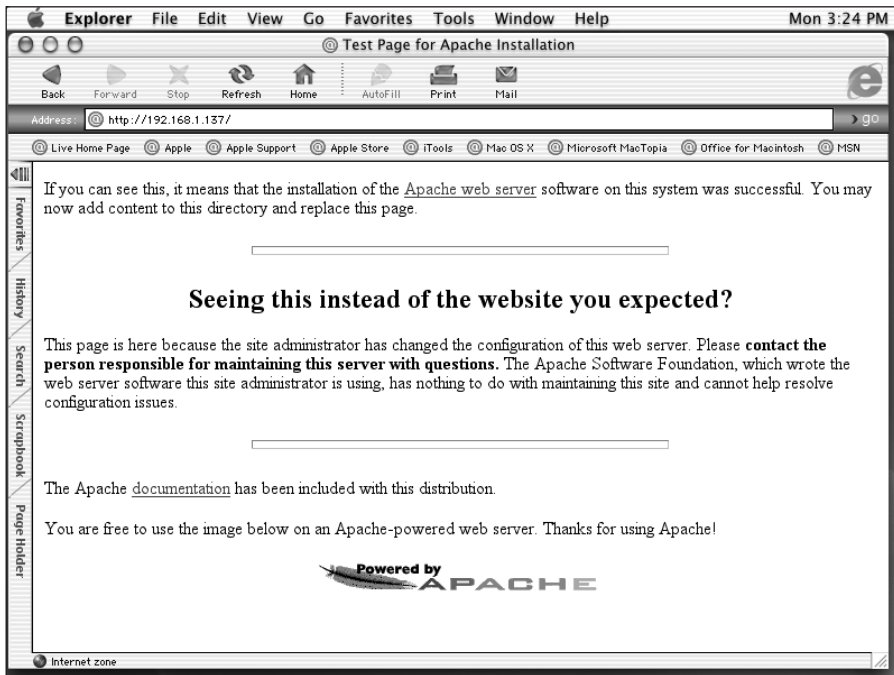 Explorer File Edit View Go Favorites Tools Window Help Mon 3:24 PM
Test Page for Apache Installation
Back Forward Stop Refresh Home AutoFill Print Mail
Address: http://192.168.1.137/ go
Live Home Page Apple Apple Support Apple Store iTools Mac OS X Microsoft MacTopia Office for Macintosh MSN
Favorites
History
Search
Scrapbook
Page Holder
If you can see this, it means that the installation of the Apache web server software on this system was successful. You may
now add content to this directory and replace this page.
Seeing this instead of the website you expected?
This page is here because the site administrator has changed the configuration of this web server. Please contact the
person responsible for maintaining this server with questions. The Apache Software Foundation, which wrote the
web server software this site administrator is using, has nothing to do with maintaining this site and cannot help resolve
configuration issues.
The Apache documentation has been included with this distribution.
You are free to use the image below on an Apache-powered web server. Thanks for using Apache!
Powered by
APACHE
Internet zone